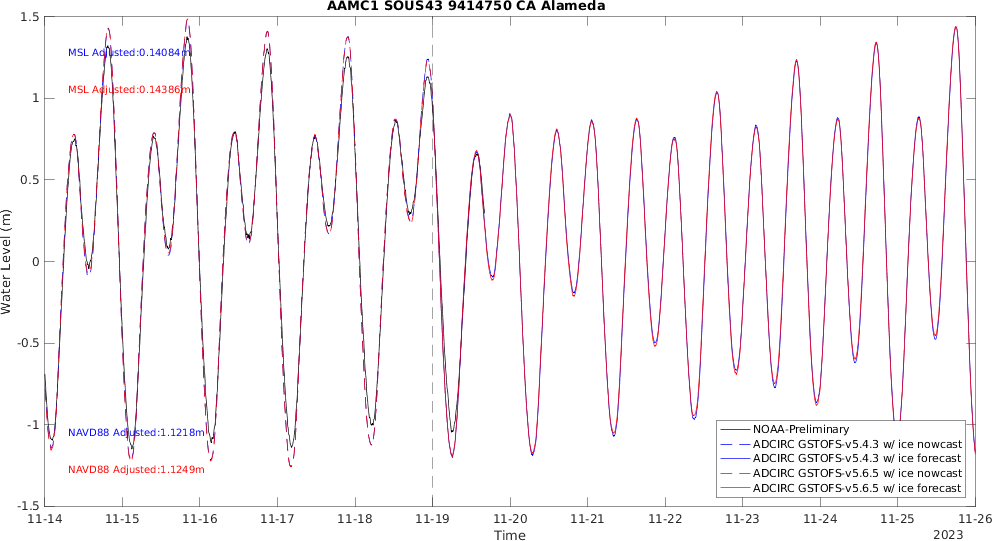 AAMC1 SOUS43 9414750 CA Alameda
1.5
MSL Adjusted:0.14084m
1
MSL Adjusted:0.14386m
0.5
0
Water Level (m)
-0.5
-1
NAVD88 Adjusted:1.1218m
NAVD88 Adjusted:1.1249m
-1.5
NOAA-Preliminary
ADCIRC GSTOFS-v5.4.3 w/ ice nowcast
ADCIRC GSTOFS-v5.4.3 w/ ice forecast
ADCIRC GSTOFS-v5.6.5 w/ ice nowcast
ADCIRC GSTOFS-v5.6.5 w/ ice forecast
11-14 11-15 11-16 11-17 11-18 11-19 11-20 11-21 11-22 11-23 11-24 11-25 11-26
Time
2023